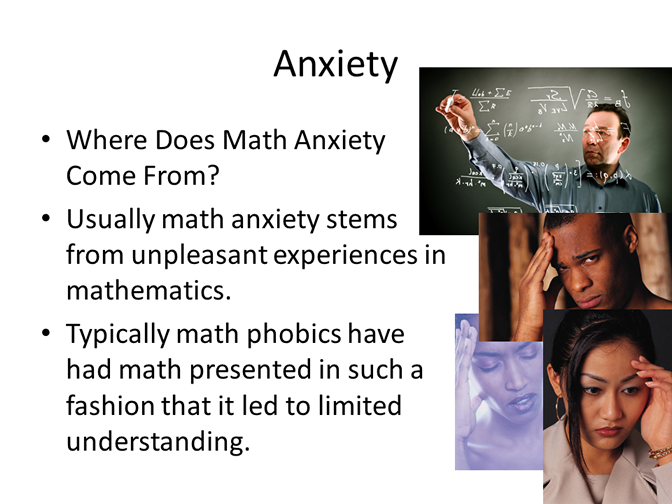 Anxiety
• Where Does Math Anxiety
Come From?
• Usually math anxiety stems
from unpleasant experiences in
mathematics.
• Typically math phobics have
had math presented in such a
fashion that it led to limited
understanding.